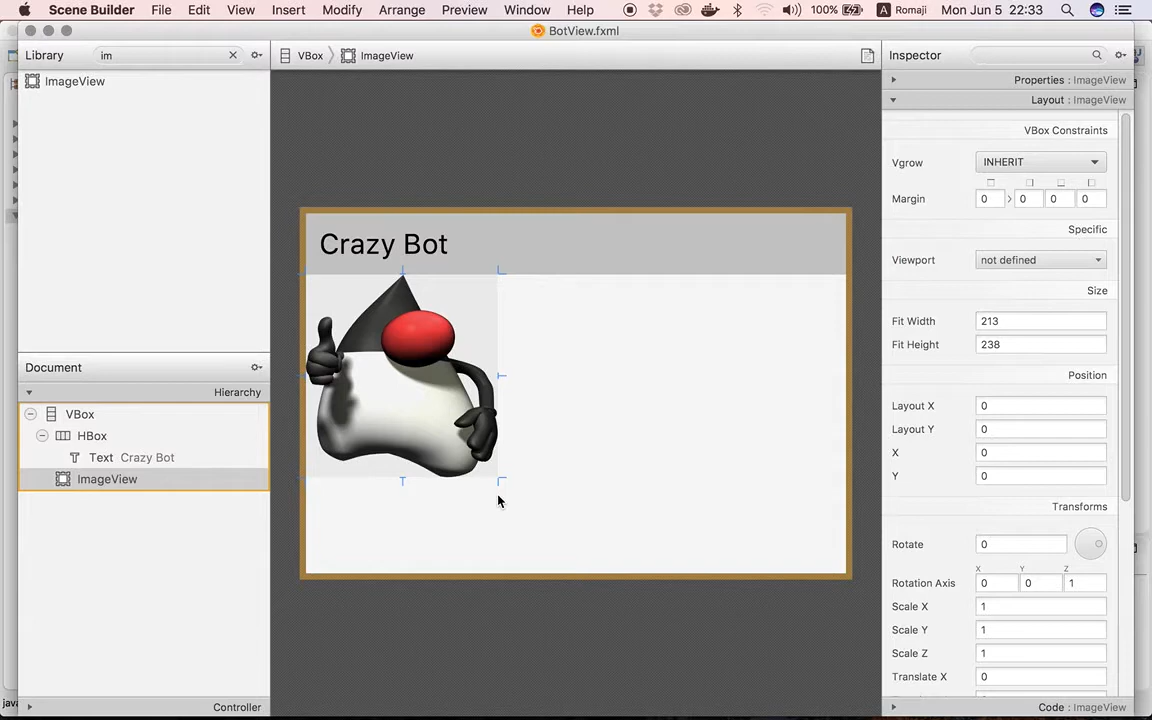 Scene Builder File Edit View Insert Modify Arrange Preview Window Help 100% A Romaji Mon Jun 5 22:33
BotView.fxml
Library im
VBox ImageView
Inspector
ImageView
Properties : ImageView
Layout : ImageView
VBox Constraints
Vgrow INHERIT
Margin 0 0 0 0
Specific
Viewport not defined
Size
Fit Width 213
Fit Height 238
Position
Layout X 0
Layout Y 0
X 0
Y 0
Transforms
Rotate 0
X Y Z
Rotation Axis 0 0 1
Scale X 1
Scale Y 1
Scale Z 1
Translate X 0
Code : ImageView
Crazy Bot
Document
Hierarchy
VBox
HBox
Text Crazy Bot
ImageView
Controller